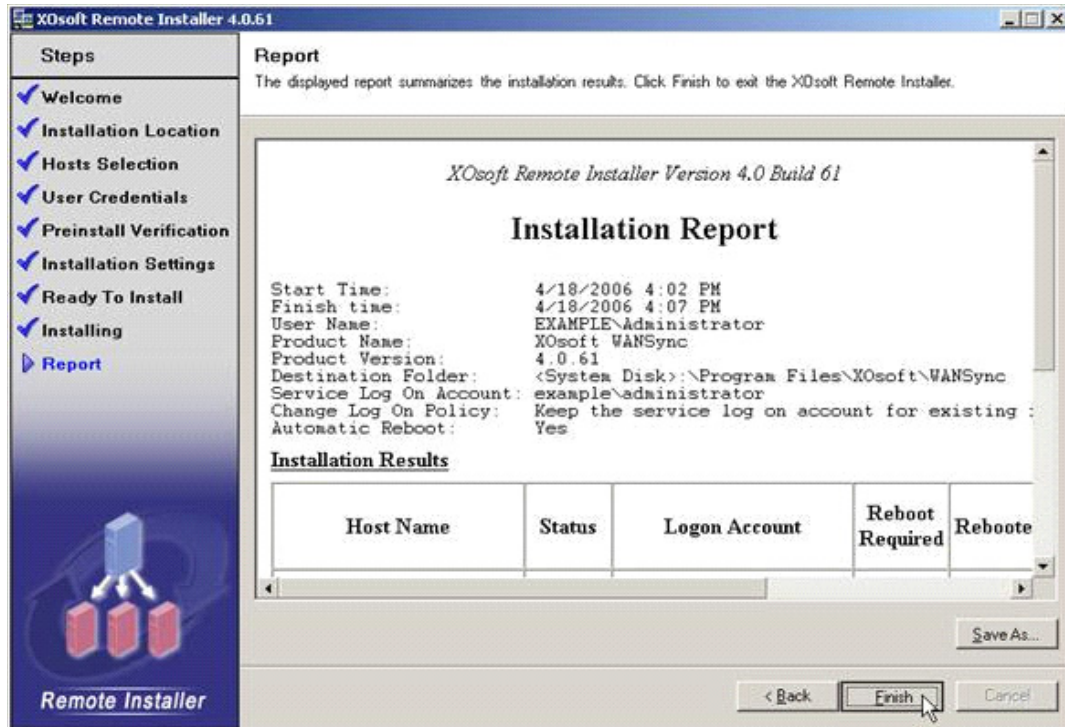 XOsoft Remote Installer 4.0.61
Steps
Welcome
Installation Location
Hosts Selection
User Credentials
Preinstall Verification
Installation Settings
Ready To Install
Installing
Report
Remote Installer
Report
The displayed report summarizes the installation results. Click Finish to exit the XOsoft Remote Installer.
XOsoft Remote Installer Version 4.0 Build 61
Installation Report
Start Time: 4/18/2006 4:02 PM
Finish time: 4/18/2006 4:07 PM
User Name: EXAMPLE\Administrator
Product Name: XOsoft WANSync
Product Version: 4.0.61
Destination Folder: <System Disk>:\Program Files\XOsoft\WANSync
Service Log On Account: example\administrator
Change Log On Policy: Keep the service log on account for existing
Automatic Reboot: Yes
Installation Results
Host Name Status Logon Account Reboot Required Reboote
Save As...
< Back Finish Cancel